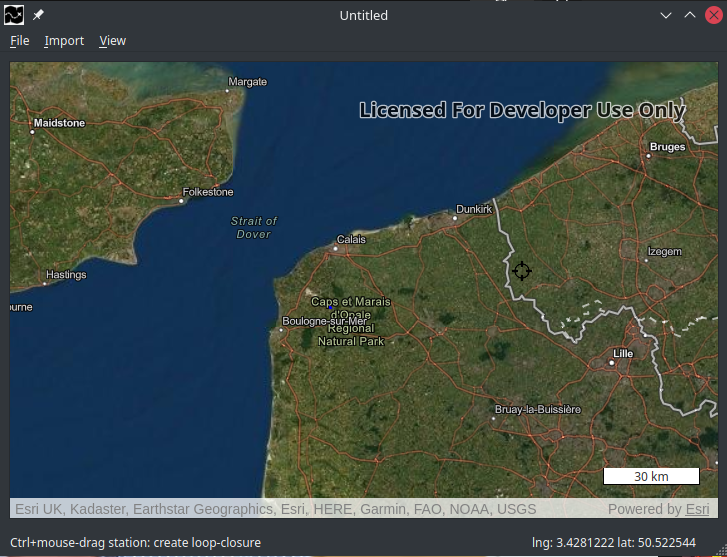 Untitled
File Import View
Margate
Licensed For Developer Use Only
Maidstone
Bruges
Folkestone
Dunkirk
Strait of
Dover
Calais
Izegem
Hastings
Caps et Marais
d'Opale
Regional
Natural Park
urne
Boulogne-sur-Mer
Lille
Bruay-la-Buissière
30 km
Esri UK, Kadaster, Earthstar Geographics, Esri, HERE, Garmin, FAO, NOAA, USGS
Powered by Esri
Ctrl+mouse-drag station: create loop-closure
lng: 3.4281222 lat: 50.522544